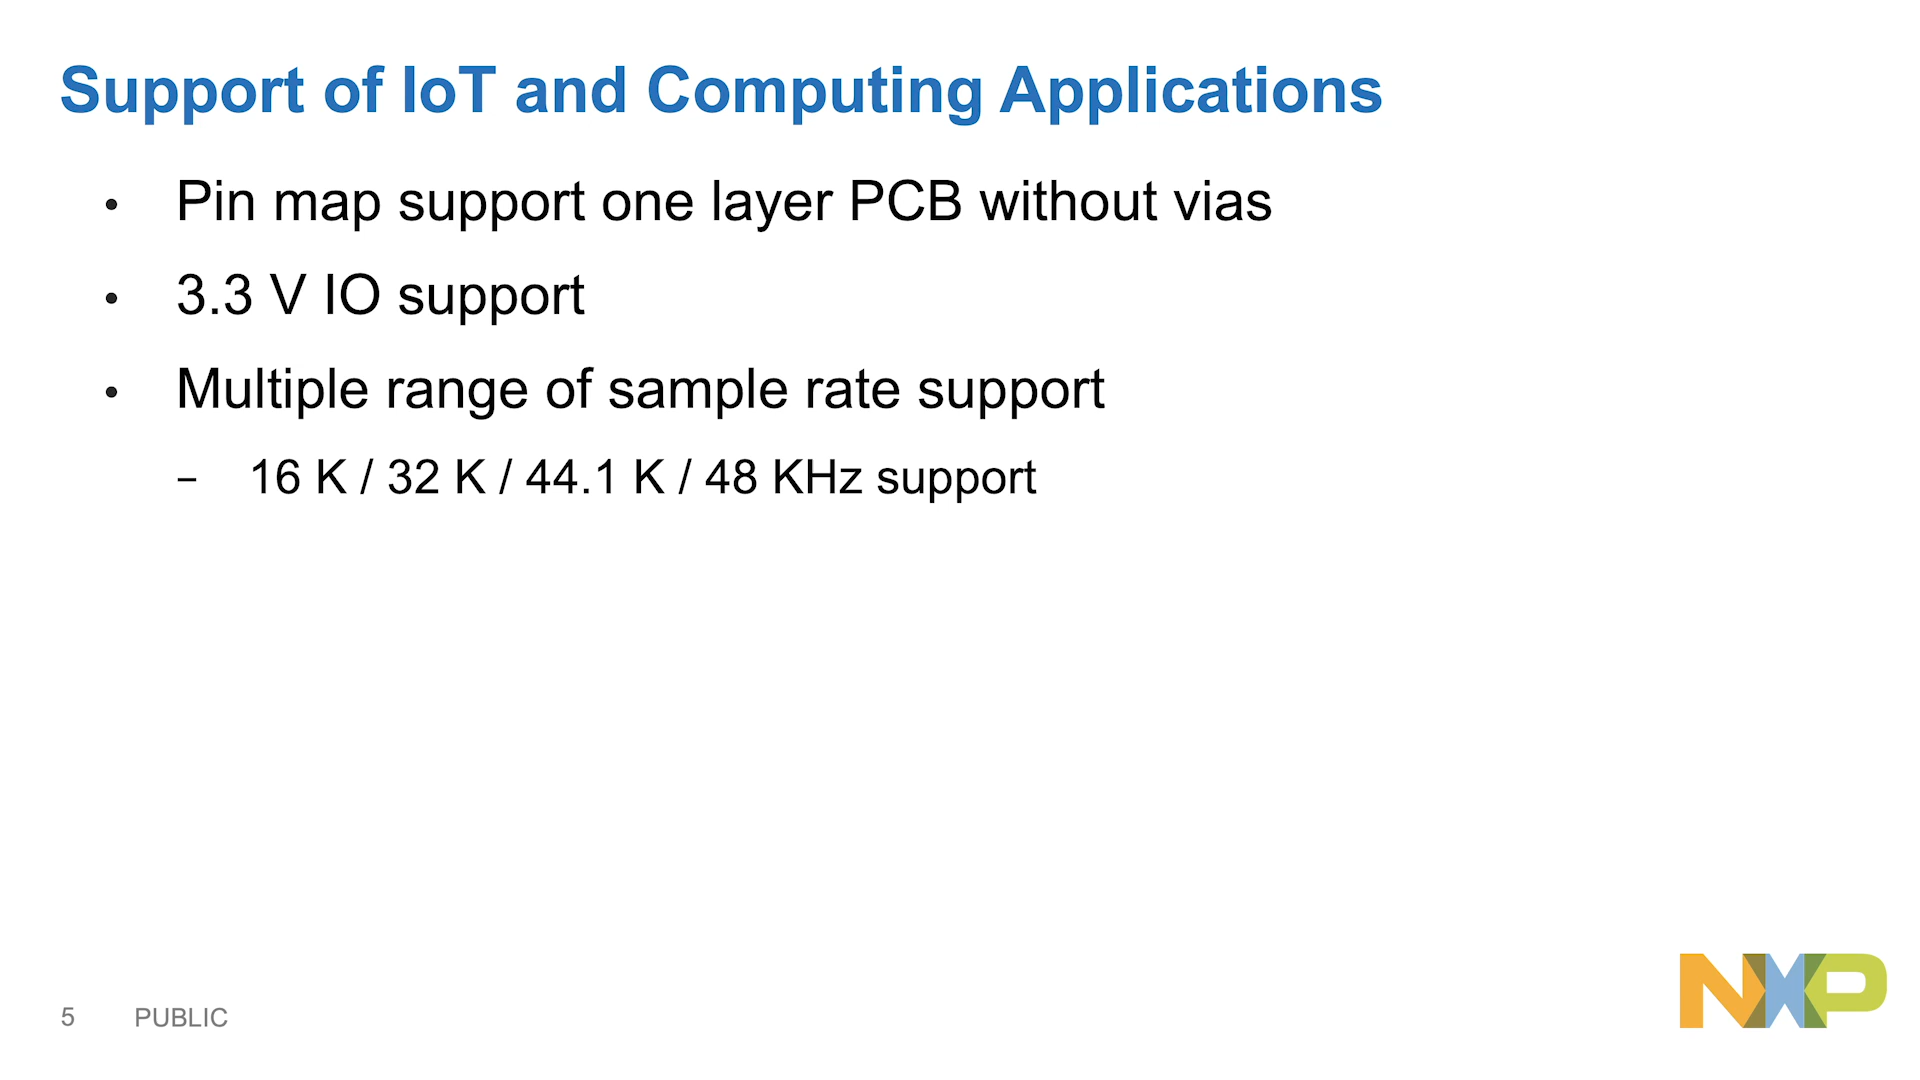 Support of IoT and Computing Applications
• Pin map support one layer PCB without vias
• 3.3 V IO support
• Multiple range of sample rate support
– 16 K / 32 K / 44.1 K / 48 KHz support
5 PUBLIC
NXP